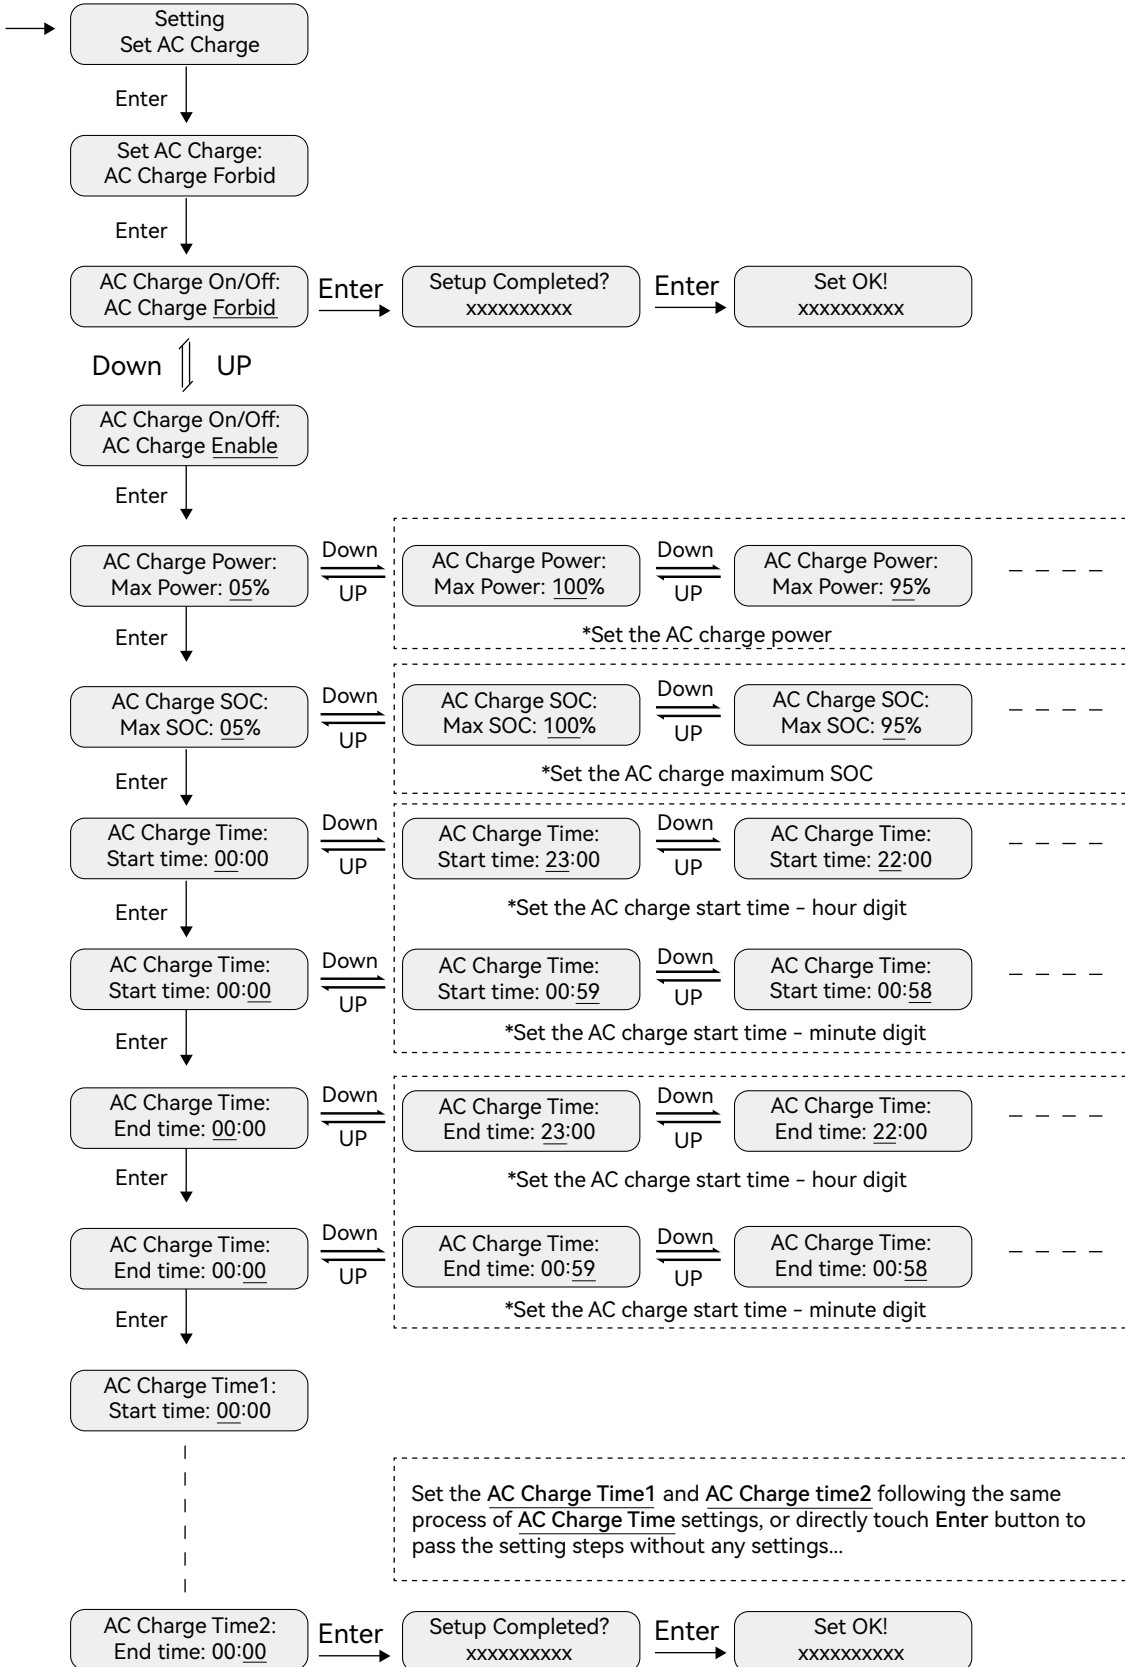 Setting
Set AC Charge
Enter
Set AC Charge:
AC Charge Forbid
Enter
AC Charge On/Off:
AC Charge Forbid
Enter
Setup Completed?
xxxxxxxxxx
Enter
Set OK!
xxxxxxxxxx
Down
UP
AC Charge On/Off:
AC Charge Enable
Enter
AC Charge Power:
Max Power: 05%
Down
UP
AC Charge Power:
Max Power: 100%
Down
UP
AC Charge Power:
Max Power: 95%
*Set the AC charge power
Enter
AC Charge SOC:
Max SOC: 05%
Down
UP
AC Charge SOC:
Max SOC: 100%
Down
UP
AC Charge SOC:
Max SOC: 95%
*Set the AC charge maximum SOC
Enter
AC Charge Time:
Start time: 00:00
Down
UP
AC Charge Time:
Start time: 23:00
Down
UP
AC Charge Time:
Start time: 22:00
*Set the AC charge start time - hour digit
Enter
AC Charge Time:
Start time: 00:00
Down
UP
AC Charge Time:
Start time: 00:59
Down
UP
AC Charge Time:
Start time: 00:58
*Set the AC charge start time - minute digit
Enter
AC Charge Time:
End time: 00:00
Down
UP
AC Charge Time:
End time: 23:00
Down
UP
AC Charge Time:
End time: 22:00
*Set the AC charge start time - hour digit
Enter
AC Charge Time:
End time: 00:00
Down
UP
AC Charge Time:
End time: 00:59
Down
UP
AC Charge Time:
End time: 00:58
*Set the AC charge start time - minute digit
Enter
AC Charge Time1:
Start time: 00:00
Set the AC Charge Time1 and AC Charge time2 following the same
process of AC Charge Time settings, or directly touch Enter button to
pass the setting steps without any settings...
AC Charge Time2:
End time: 00:00
Enter
Setup Completed?
xxxxxxxxxx
Enter
Set OK!
xxxxxxxxxx